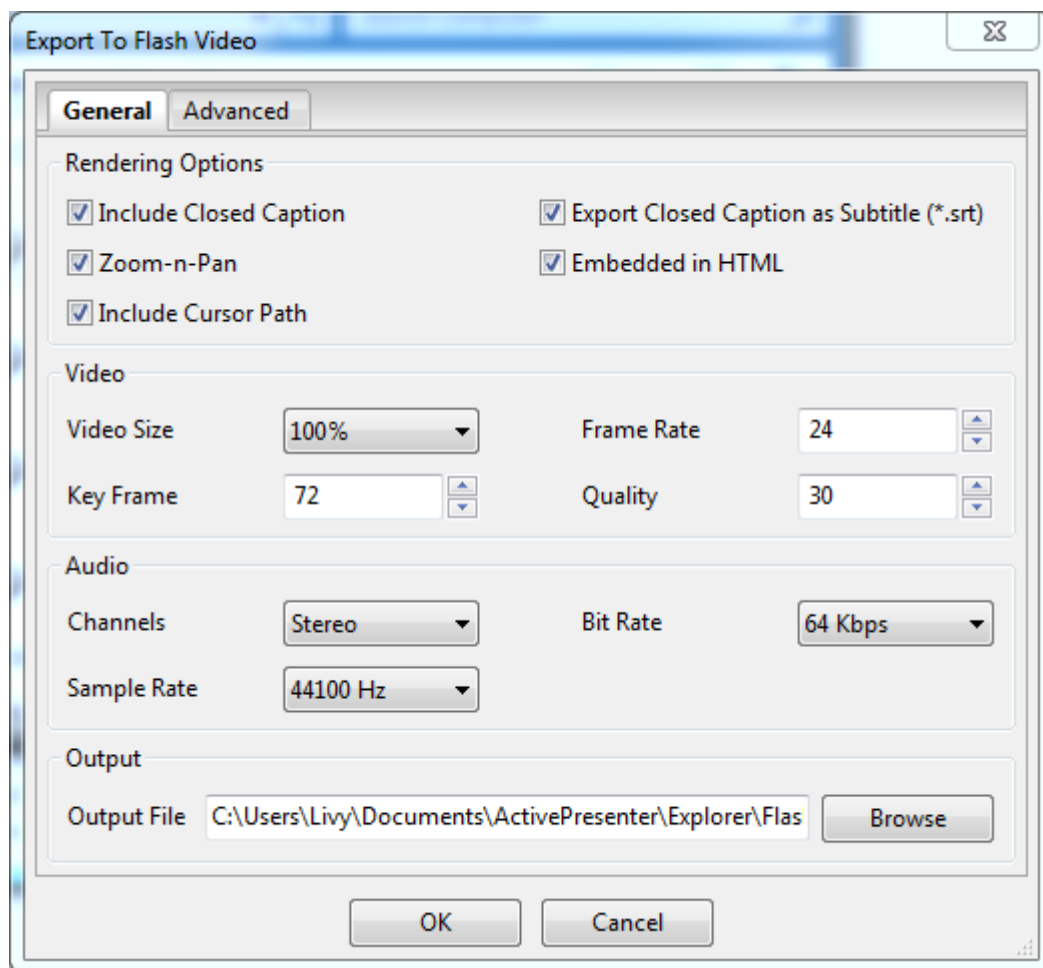 Export To Flash Video
General Advanced
Rendering Options
Include Closed Caption Export Closed Caption as Subtitle (*.srt)
Zoom-n-Pan Embedded in HTML
Include Cursor Path
Video
Video Size 100% Frame Rate 24
Key Frame 72 Quality 30
Audio
Channels Stereo Bit Rate 64 Kbps
Sample Rate 44100 Hz
Output
Output File C:\Users\Livy\Documents\ActivePresenter\Explorer\Flas Browse
OK Cancel